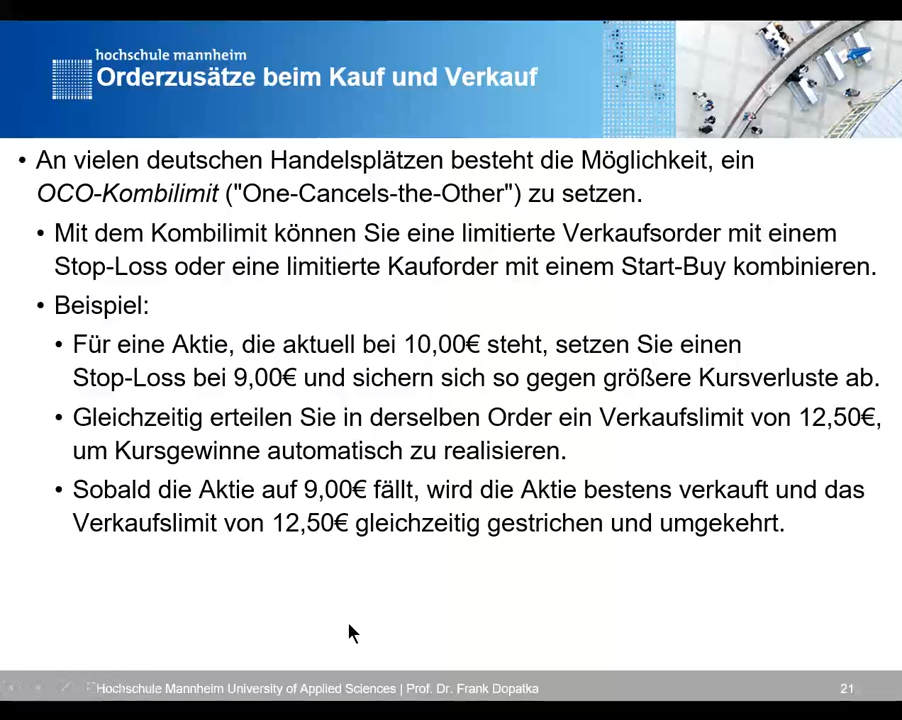 hochschule mannheim
Orderzusätze beim Kauf und Verkauf
• An vielen deutschen Handelsplätzen besteht die Möglichkeit, ein
OCO-Kombilimit ("One-Cancels-the-Other") zu setzen.
• Mit dem Kombilimit können Sie eine limitierte Verkaufsorder mit einem
Stop-Loss oder eine limitierte Kauforder mit einem Start-Buy kombinieren.
• Beispiel:
• Für eine Aktie, die aktuell bei 10,00€ steht, setzen Sie einen
Stop-Loss bei 9,00€ und sichern sich so gegen größere Kursverluste ab.
• Gleichzeitig erteilen Sie in derselben Order ein Verkaufslimit von 12,50€,
um Kursgewinne automatisch zu realisieren.
• Sobald die Aktie auf 9,00€ fällt, wird die Aktie bestens verkauft und das
Verkaufslimit von 12,50€ gleichzeitig gestrichen und umgekehrt.
Hochschule Mannheim University of Applied Sciences | Prof. Dr. Frank Dopatka
21